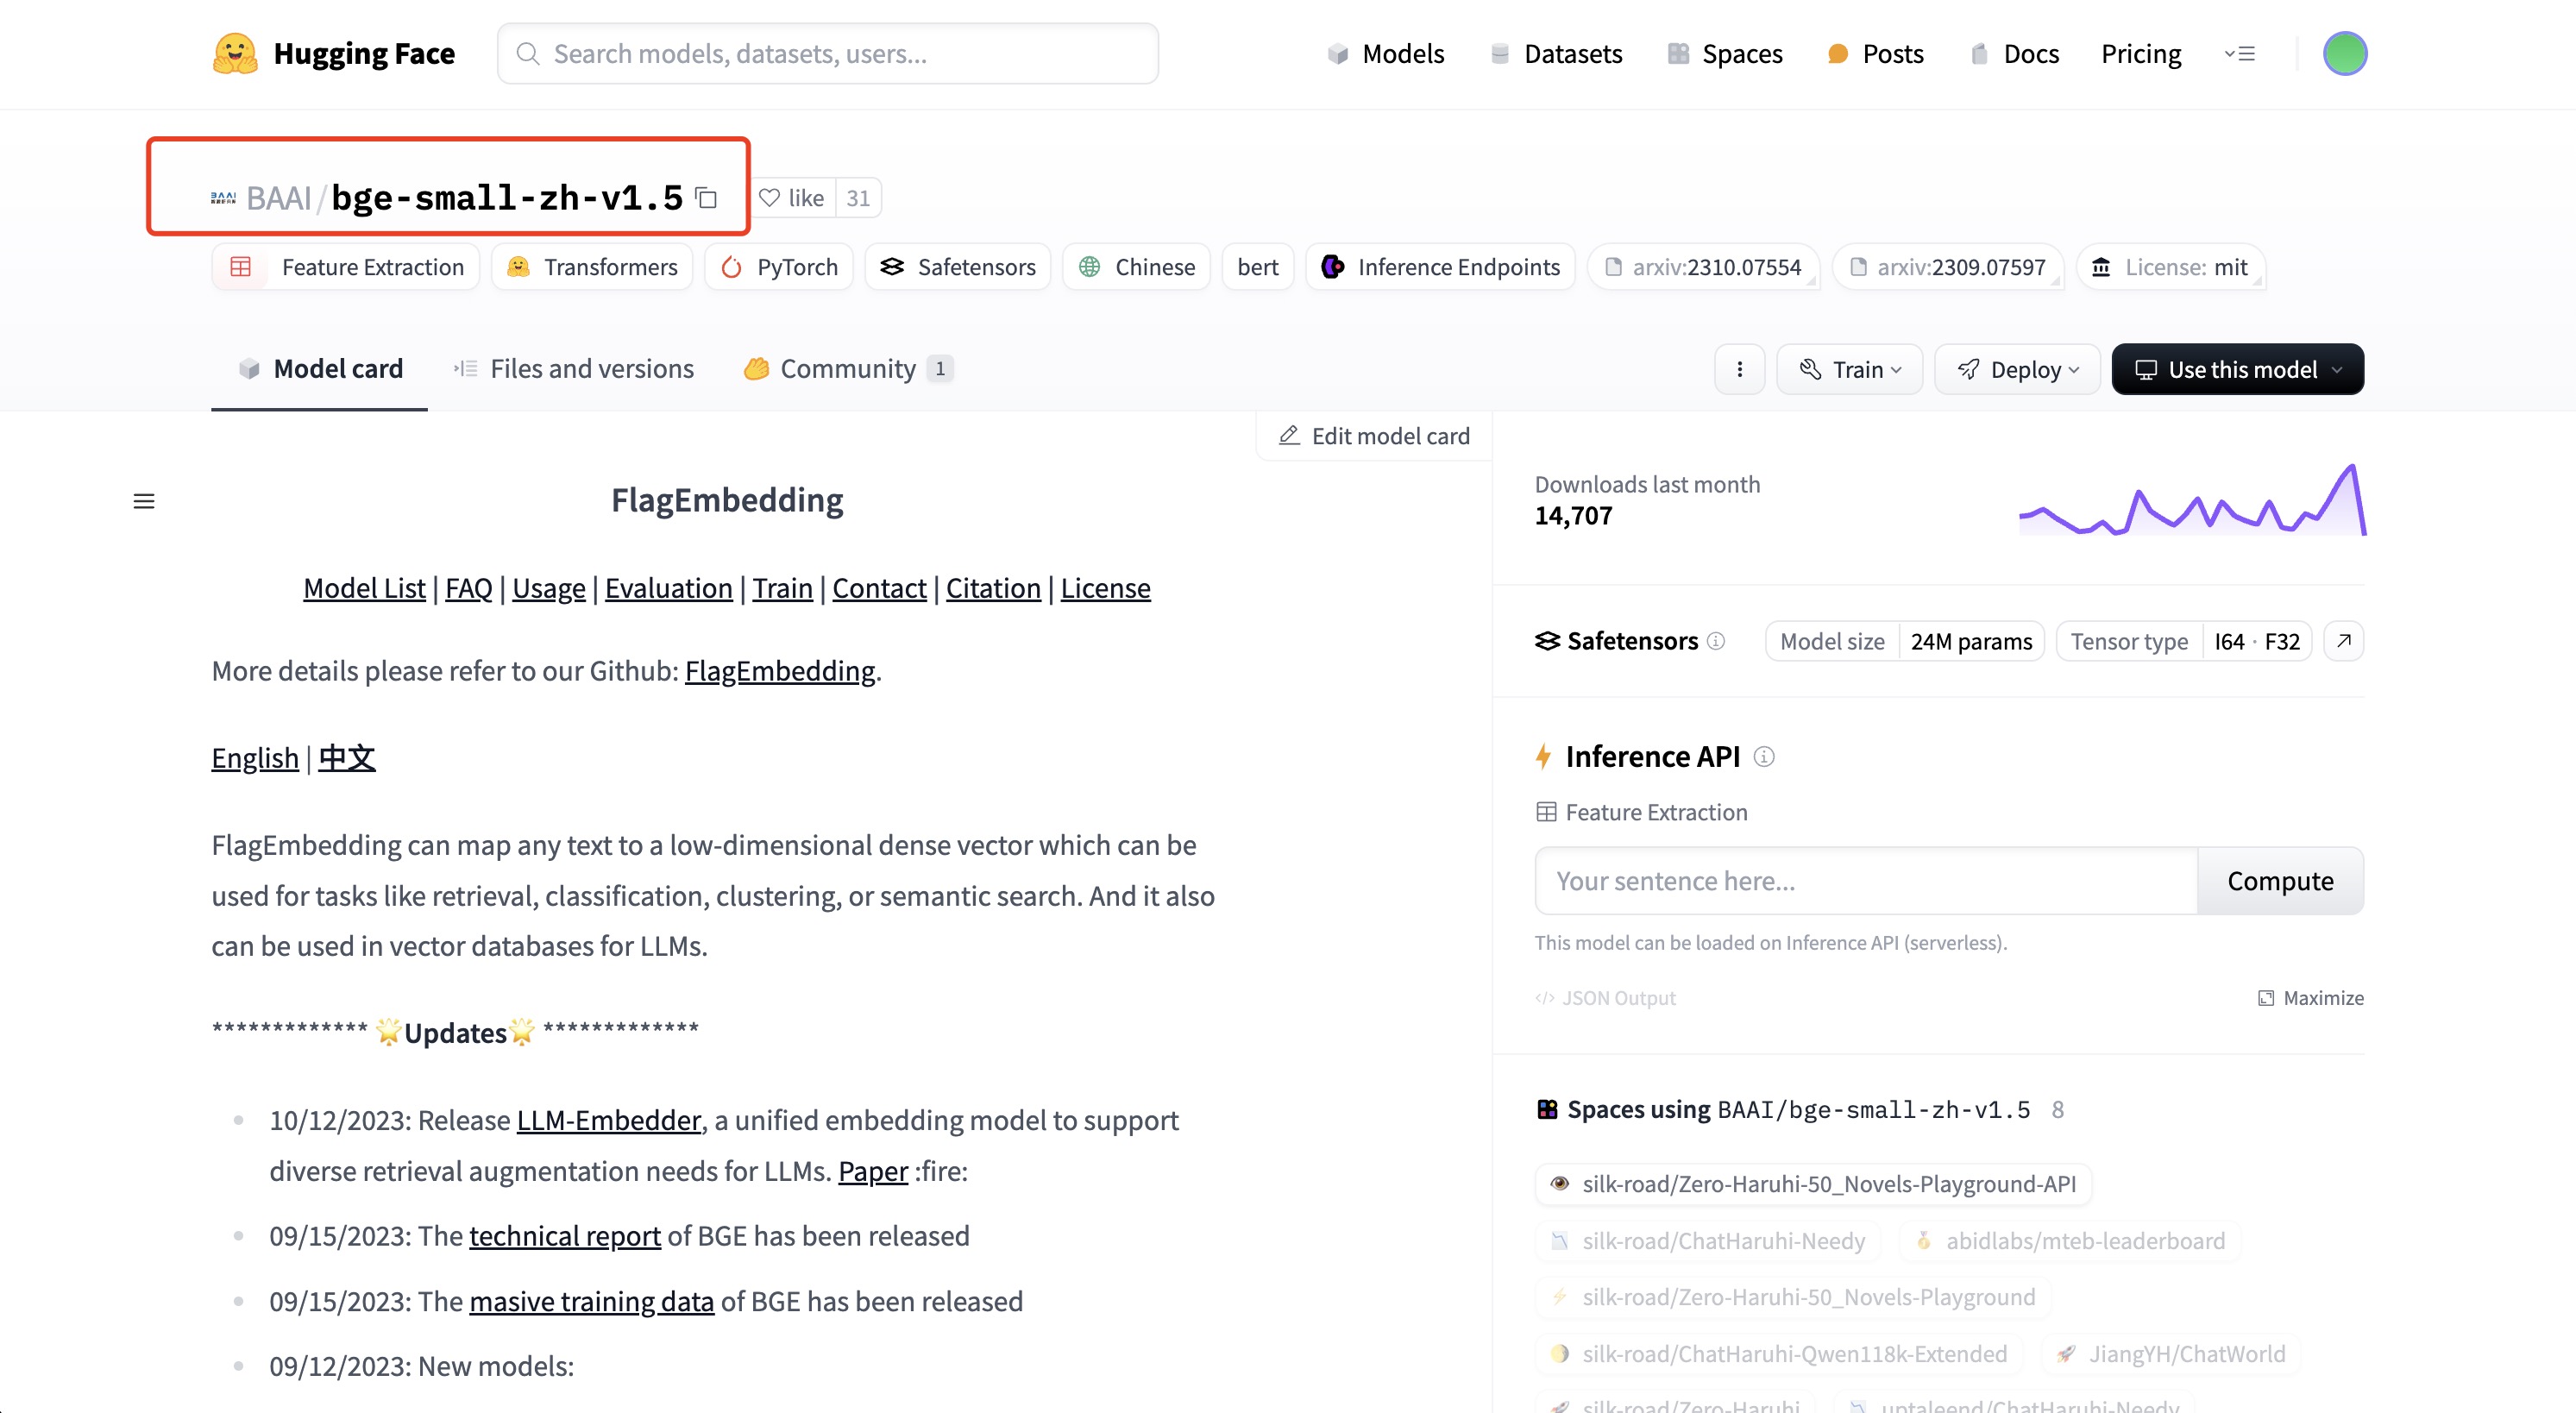 Hugging Face
Search models, datasets, users...
Models
Datasets
Spaces
Posts
Docs
Pricing
BAAI/bge-small-zh-v1.5
like 31
Feature Extraction
Transformers
PyTorch
Safetensors
Chinese
bert
Inference Endpoints
arxiv:2310.07554
arxiv:2309.07597
License: mit
Model card
Files and versions
Community 1
Train
Deploy
Use this model
Edit model card
FlagEmbedding
Model List | FAQ | Usage | Evaluation | Train | Contact | Citation | License
More details please refer to our Github: FlagEmbedding.
English | 中文
FlagEmbedding can map any text to a low-dimensional dense vector which can be
used for tasks like retrieval, classification, clustering, or semantic search. And it also
can be used in vector databases for LLMs.
************* 🌟Updates🌟 *************
10/12/2023: Release LLM-Embedder, a unified embedding model to support
diverse retrieval augmentation needs for LLMs. Paper :fire:
09/15/2023: The technical report of BGE has been released
09/15/2023: The masive training data of BGE has been released
09/12/2023: New models:
Downloads last month
14,707
Safetensors
Model size 24M params
Tensor type I64 · F32
Inference API
Feature Extraction
Your sentence here...
Compute
This model can be loaded on Inference API (serverless).
</> JSON Output
Maximize
Spaces using BAAI/bge-small-zh-v1.5 8
silk-road/Zero-Haruhi-50_Novels-Playground-API
silk-road/ChatHaruhi-Needy
abidlabs/mteb-leaderboard
silk-road/Zero-Haruhi-50_Novels-Playground
silk-road/ChatHaruhi-Qwen118k-Extended
JiangYH/ChatWorld
silk-road/Zero-Haruhi
uptaleend/ChatHaruhi-Needy